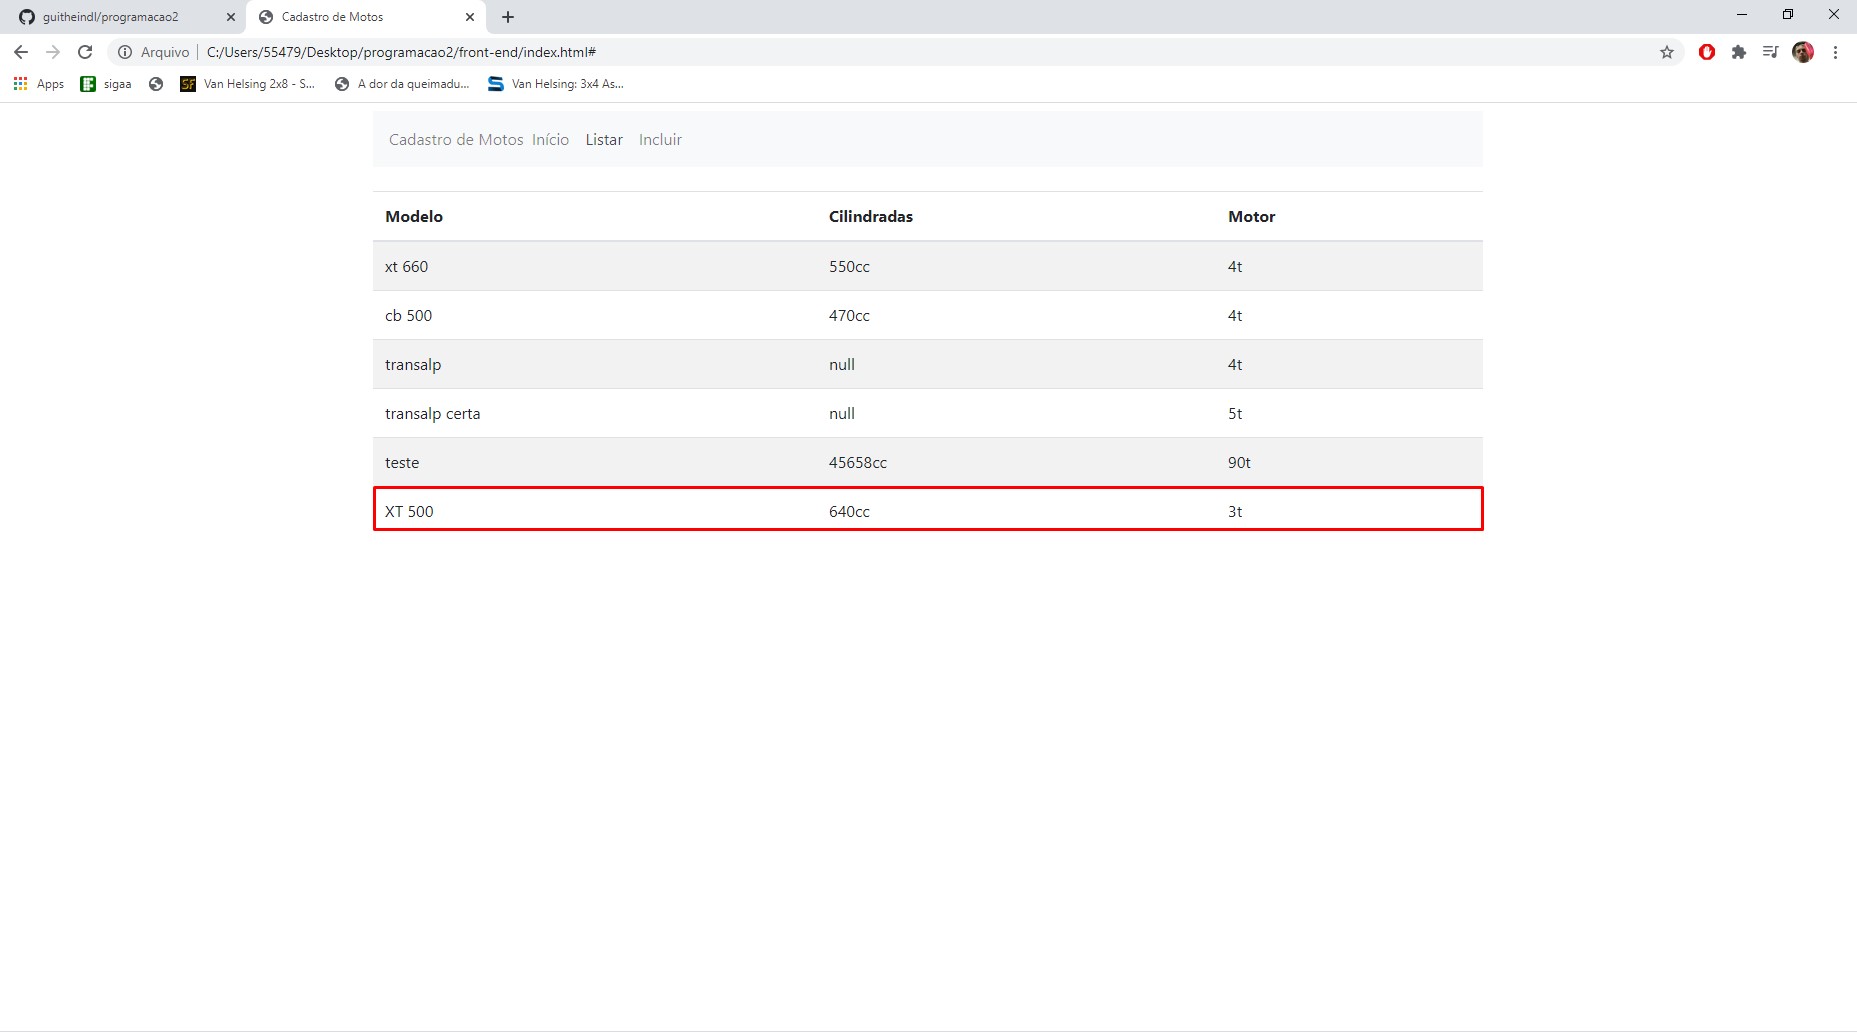 guitheindl/programacao2
Cadastro de Motos
Arquivo C:/Users/55479/Desktop/programacao2/front-end/index.html#
Apps sigaa Van Helsing 2x8 - S... A dor da queimadu... Van Helsing: 3x4 As...
Cadastro de Motos Início Listar Incluir
Modelo Cilindradas Motor
xt 660 550cc 4t
cb 500 470cc 4t
transalp null 4t
transalp certa null 5t
teste 45658cc 90t
XT 500 640cc 3t